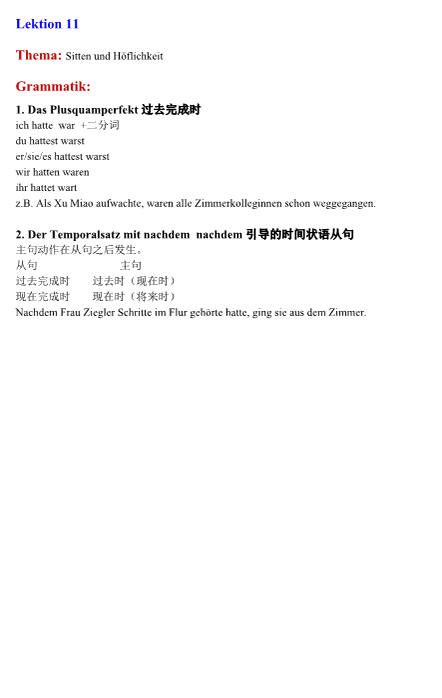 Lektion 11
Thema: Sitten und Höflichkeit
Grammatik:
1. Das Plusquamperfekt 过去完成时
ich hatte war +二分词
du hattest warst
er/sie/es hattest warst
wir hatten waren
ihr hattet wart
z.B. Als Xu Miao aufwachte, waren alle Zimmerkolleginnen schon weggegangen.
2. Der Temporalsatz mit nachdem nachdem 引导的时间状语从句
主句动作在从句之后发生。
从句 主句
过去完成时 过去时（现在时）
现在完成时 现在时（将来时）
Nachdem Frau Ziegler Schritte im Flur gehörte hatte, ging sie aus dem Zimmer.